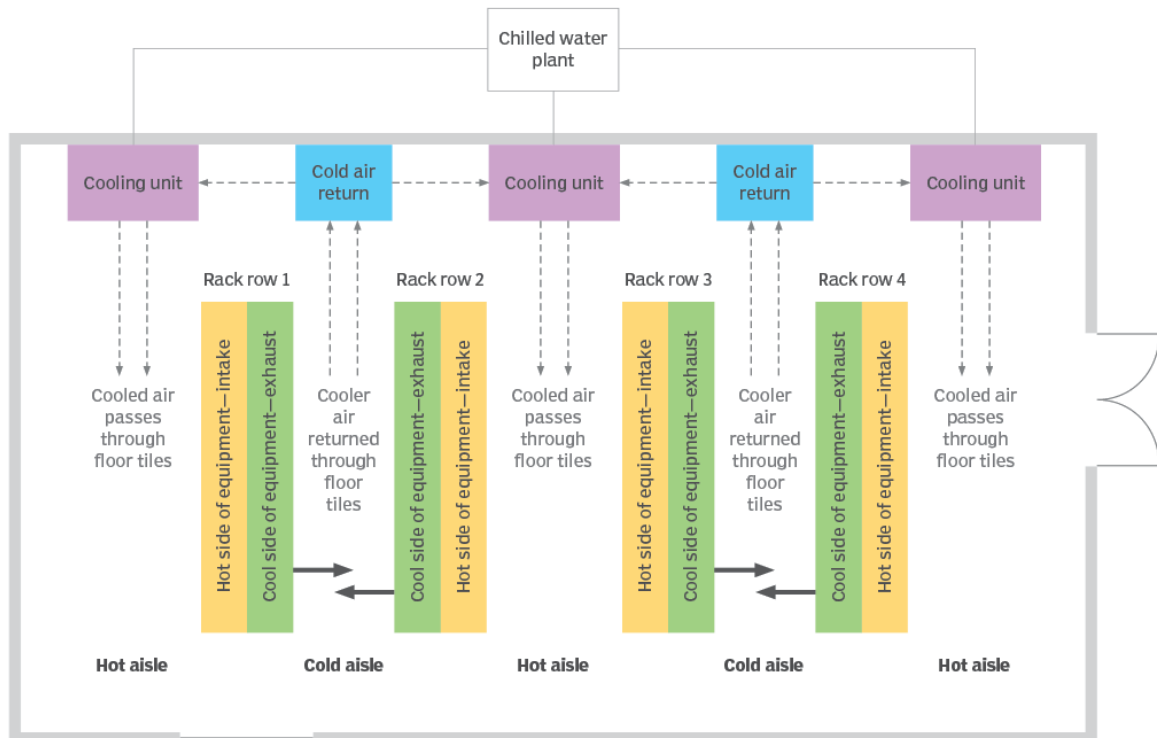 Chilled water
plant
Cooling unit
Cold air
return
Cooling unit
Cold air
return
Cooling unit
Rack row 1
Rack row 2
Rack row 3
Rack row 4
Cooled air
passes
through
floor tiles
Hot side of equipment—intake
Cool side of equipment—exhaust
Cooler
air
returned
through
floor
tiles
Cool side of equipment—exhaust
Hot side of equipment—intake
Cooled air
passes
through
floor tiles
Hot side of equipment—intake
Cool side of equipment—exhaust
Cooler
air
returned
through
floor
tiles
Cool side of equipment—exhaust
Hot side of equipment—intake
Cooled air
passes
through
floor tiles
Hot aisle
Cold aisle
Hot aisle
Cold aisle
Hot aisle